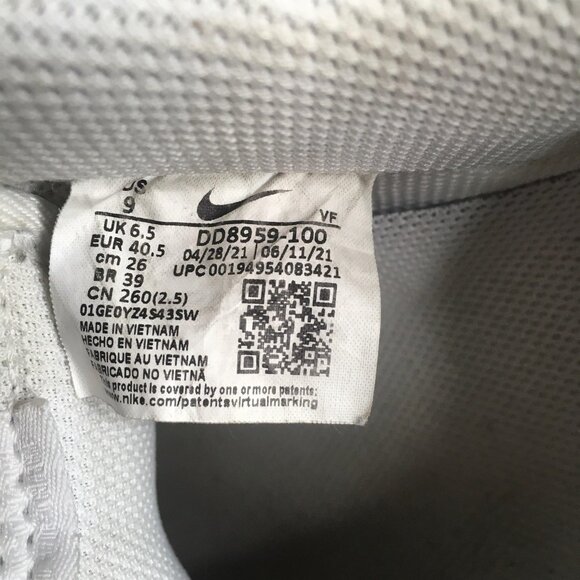 US
9
UK 6.5
EUR 40.5
cm 26
BR 39
CN 260(2.5)
01GE0YZ4S43SW
MADE IN VIETNAM
HECHO EN VIETNAM
FABRIQUE AU VIETNAM
FABRICADO NO VIETNÃ
This product is covered by one or more patents;
www.nike.com/patentsvirtualmarking
VF
DD8959-100
04/28/21 | 06/11/21
UPC 00194954083421